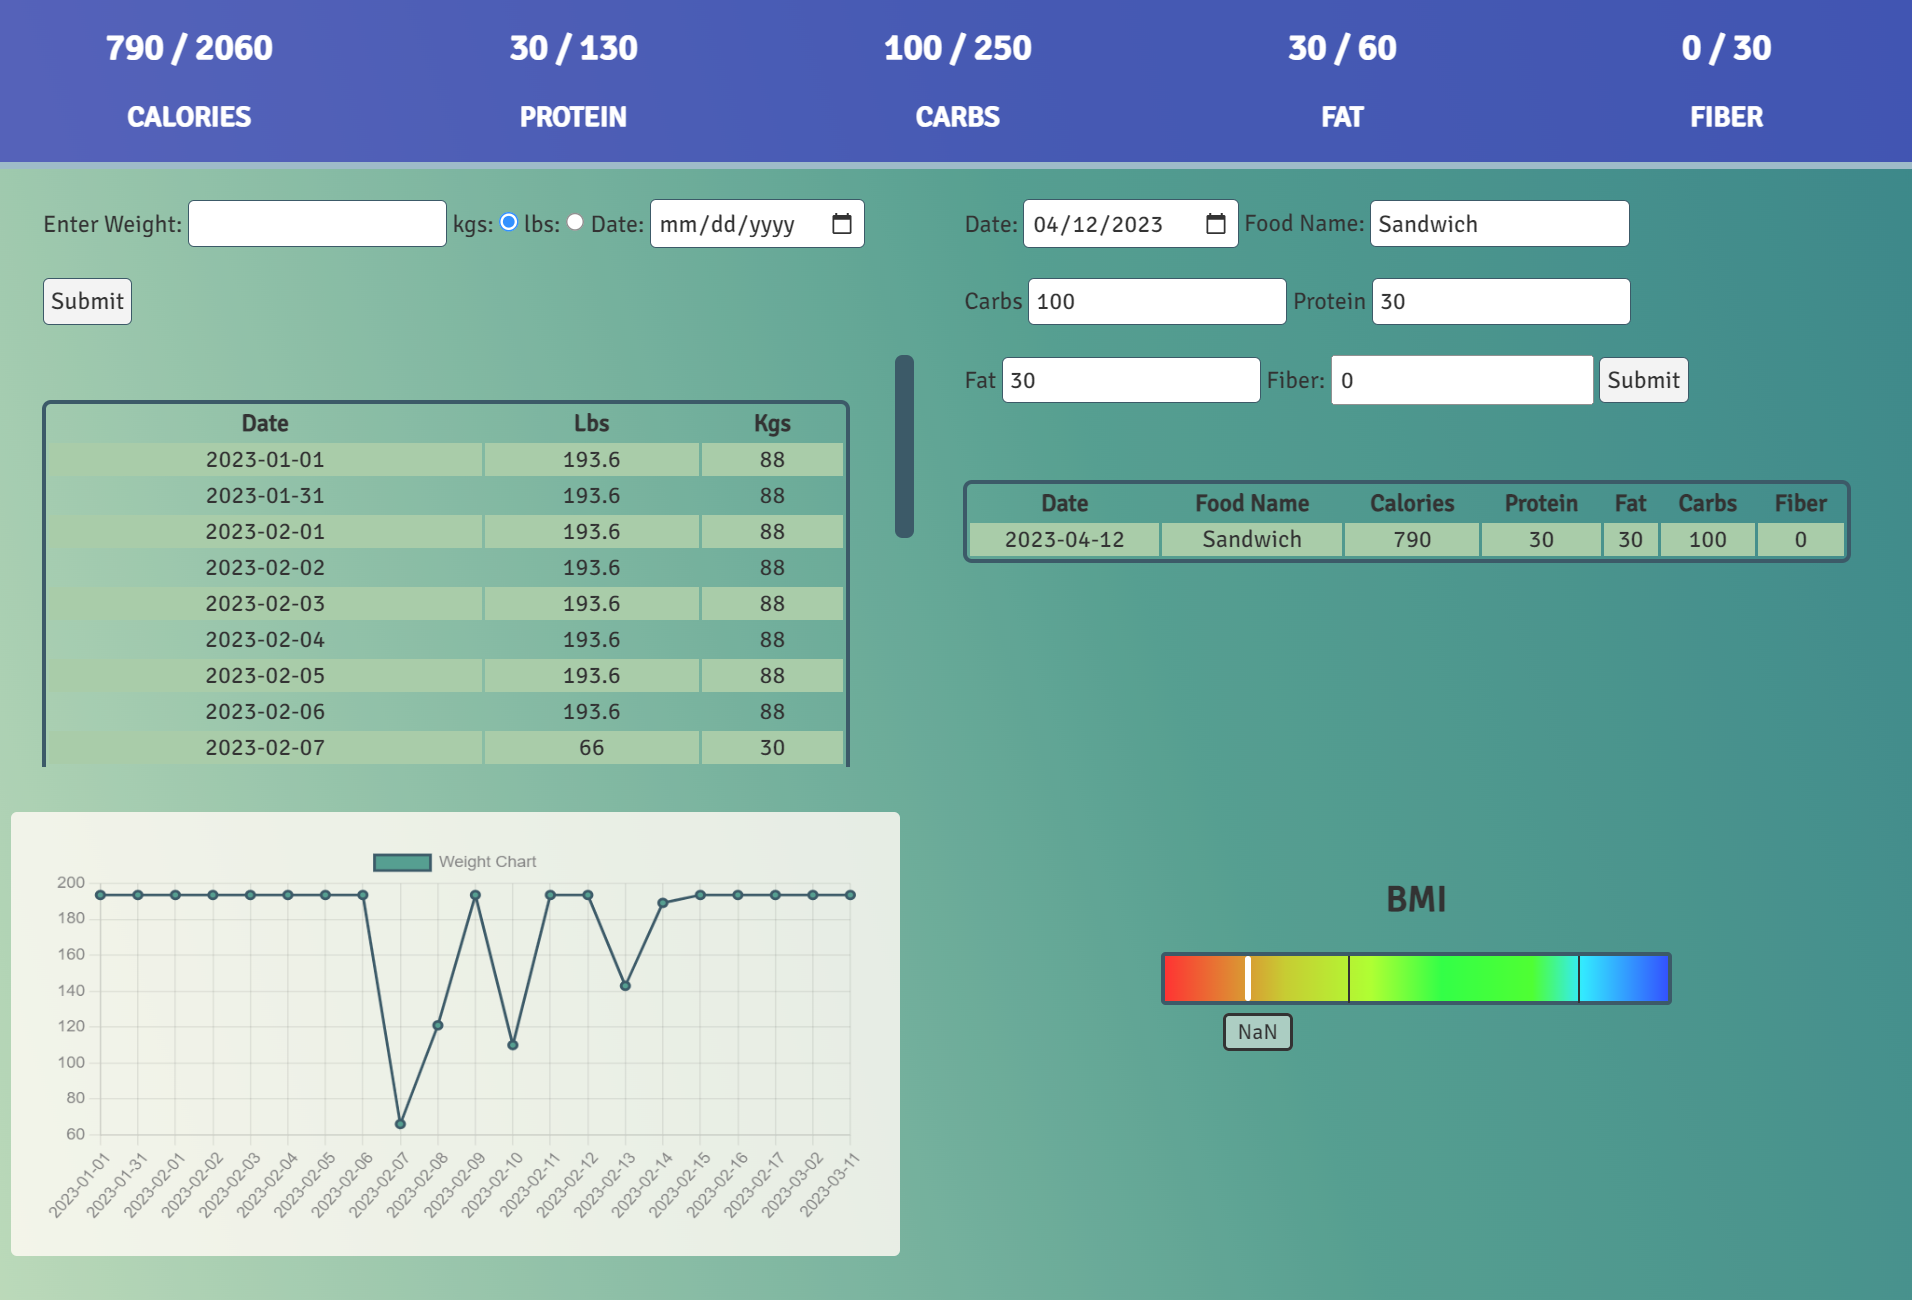 790 / 2060 30 / 130 100 / 250 30 / 60 0 / 30
CALORIES PROTEIN CARBS FAT FIBER
Enter Weight: kgs: lbs: Date: mm/dd/yyyy
Submit
Date Lbs Kgs
2023-01-01 193.6 88
2023-01-31 193.6 88
2023-02-01 193.6 88
2023-02-02 193.6 88
2023-02-03 193.6 88
2023-02-04 193.6 88
2023-02-05 193.6 88
2023-02-06 193.6 88
2023-02-07 66 30
Date: 04/12/2023 Food Name: Sandwich
Carbs 100 Protein 30
Fat 30 Fiber: 0 Submit
Date Food Name Calories Protein Fat Carbs Fiber
2023-04-12 Sandwich 790 30 30 100 0
Weight Chart
200
180
160
140
120
100
80
60
2023-01-01 2023-01-31 2023-02-01 2023-02-02 2023-02-03 2023-02-04 2023-02-05 2023-02-06 2023-02-07 2023-02-08 2023-02-09 2023-02-10 2023-02-11 2023-02-12 2023-02-13 2023-02-14 2023-02-15 2023-02-16 2023-02-17 2023-03-02 2023-03-11
BMI
NaN